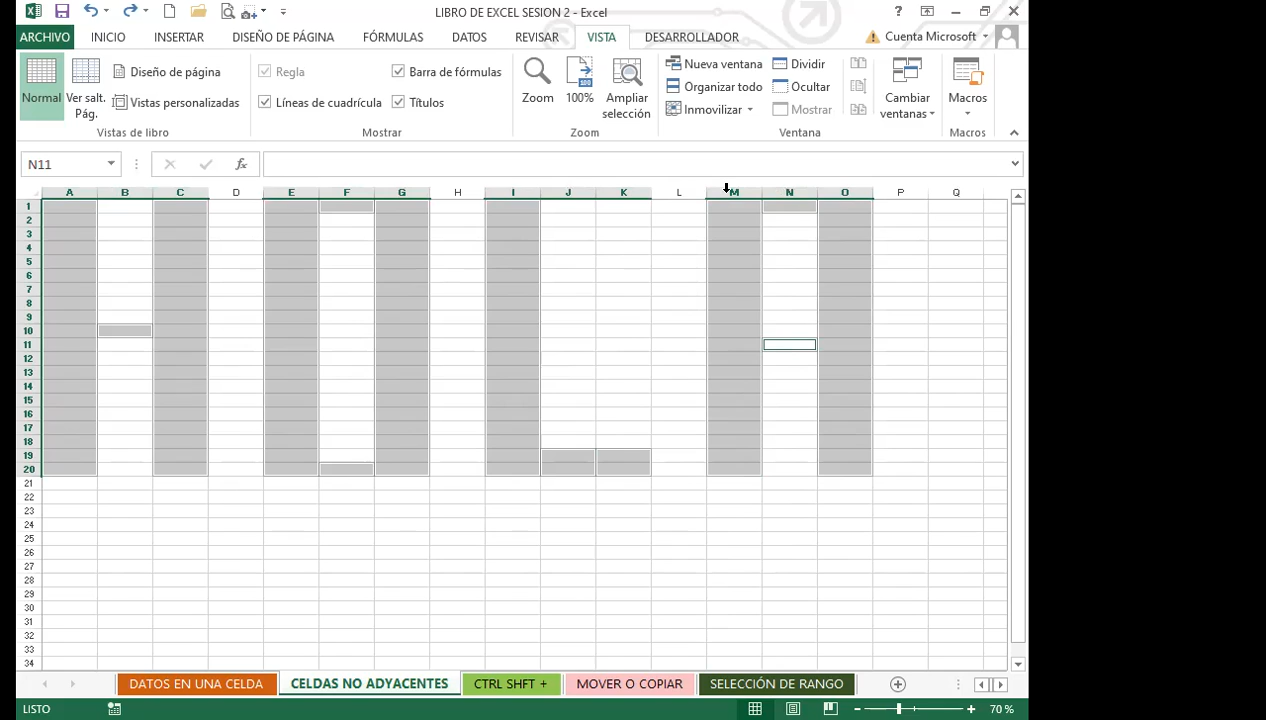 LIBRO DE EXCEL SESION 2 - Excel
ARCHIVO INICIO INSERTAR DISEÑO DE PÁGINA FÓRMULAS DATOS REVISAR VISTA DESARROLLADOR Cuenta Microsoft
Normal
Ver salt. Pág.
Diseño de página
Vistas personalizadas
Vistas de libro
Regla
Barra de fórmulas
Líneas de cuadrícula
Títulos
Mostrar
Zoom
100%
Ampliar selección
Zoom
Nueva ventana
Organizar todo
Inmovilizar
Dividir
Ocultar
Mostrar
Cambiar ventanas
Ventana
Macros
Macros
N11
fx
A B C D E F G H I J K L M N O P Q
1
2
3
4
5
6
7
8
9
10
11
12
13
14
15
16
17
18
19
20
21
22
23
24
25
26
27
28
29
30
31
32
33
34
DATOS EN UNA CELDA CELDAS NO ADYACENTES CTRL SHFT + MOVER O COPIAR SELECCIÓN DE RANGO
LISTO 70 %